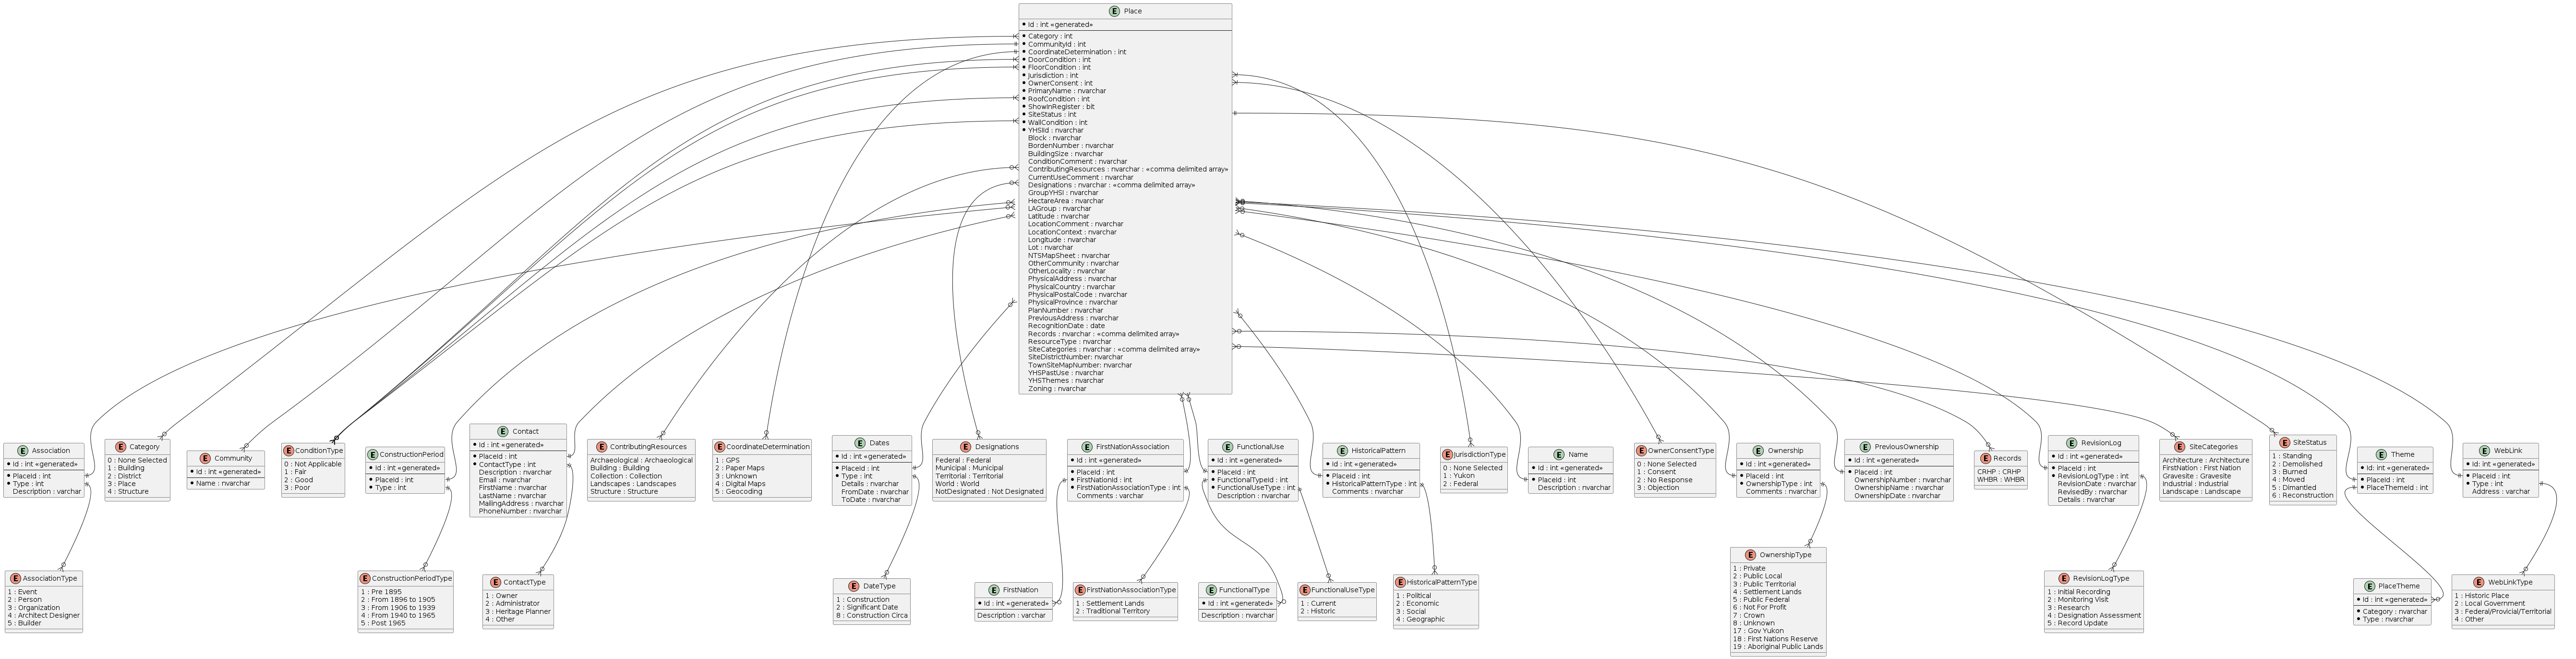 E Place
Id : int «generated»
Category : int
CommunityId : int
CoordinateDetermination : int
DoorCondition : int
FloorCondition : int
Jurisdiction : int
OwnerConsent : int
PrimaryName : nvarchar
RoofCondition : int
ShowInRegister : bit
SiteStatus : int
WallCondition : int
YHSIId : nvarchar
Block : nvarchar
BordenNumber : nvarchar
BuildingSize : nvarchar
ConditionComment : nvarchar
ContributingResources : nvarchar : «comma delimited array»
CurrentUseComment : nvarchar
Designations : nvarchar : «comma delimited array»
GroupYHSI : nvarchar
HectareArea : nvarchar
LAGroup : nvarchar
Latitude : nvarchar
LocationComment : nvarchar
LocationContext : nvarchar
Longitude : nvarchar
Lot : nvarchar
NTSMapSheet : nvarchar
OtherCommunity : nvarchar
OtherLocality : nvarchar
PhysicalAddress : nvarchar
PhysicalCountry : nvarchar
PhysicalPostalCode : nvarchar
PhysicalProvince : nvarchar
PlanNumber : nvarchar
PreviousAddress : nvarchar
RecognitionDate : date
Records : nvarchar : «comma delimited array»
ResourceType : nvarchar
SiteCategories : nvarchar : «comma delimited array»
SiteDistrictNumber: nvarchar
TownSiteMapNumber: nvarchar
YHSPastUse : nvarchar
YHSThemes : nvarchar
Zoning : nvarchar
E Association
Id : int «generated»
PlaceId : int
Type : int
Description : varchar
E Category
0 : None Selected
1 : Building
2 : District
3 : Place
4 : Structure
E Community
Id : int «generated»
Name : nvarchar
E ConditionType
0 : Not Applicable
1 : Fair
2 : Good
3 : Poor
E ConstructionPeriod
Id : int «generated»
PlaceId : int
Type : int
E Contact
Id : int «generated»
PlaceId : int
ContactType : int
Description : nvarchar
Email : nvarchar
FirstName : nvarchar
LastName : nvarchar
MailingAddress : nvarchar
PhoneNumber : nvarchar
E ContributingResources
Archaeological : Archaeological
Building : Building
Collection : Collection
Landscapes : Landscapes
Structure : Structure
E CoordinateDetermination
1 : GPS
2 : Paper Maps
3 : Unknown
4 : Digital Maps
5 : Geocoding
E Dates
Id : int «generated»
PlaceId : int
Type : int
Details : nvarchar
FromDate : nvarchar
ToDate : nvarchar
E Designations
Federal : Federal
Municipal : Municipal
Territorial : Territorial
World : World
NotDesignated : Not Designated
E FirstNationAssociation
Id : int «generated»
PlaceId : int
FirstNationId : int
FirstNationAssociationType : int
Comments : varchar
E FunctionalUse
Id : int «generated»
PlaceId : int
FunctionalTypeId : int
FunctionalUseType : int
Description : nvarchar
E HistoricalPattern
Id : int «generated»
PlaceId : int
HistoricalPatternType : int
Comments : nvarchar
E JurisdictionType
0 : None Selected
1 : Yukon
2 : Federal
E Name
Id : int «generated»
PlaceId : int
Description : nvarchar
E OwnerConsentType
0 : None Selected
1 : Consent
2 : No Response
3 : Objection
E Ownership
Id : int «generated»
PlaceId : int
OwnershipType : int
Comments : nvarchar
E PreviousOwnership
Id : int «generated»
PlaceId : int
OwnershipNumber : nvarchar
OwnershipName : nvarchar
OwnershipDate : nvarchar
E Records
CRHP : CRHP
WHBR : WHBR
E RevisionLog
Id : int «generated»
PlaceId : int
RevisionLogType : int
RevisionDate : nvarchar
RevisedBy : nvarchar
Details : nvarchar
E SiteCategories
Architecture : Architecture
FirstNation : First Nation
Gravesite : Gravesite
Industrial : Industrial
Landscape : Landscape
E SiteStatus
1 : Standing
2 : Demolished
3 : Burned
4 : Moved
5 : Dimantled
6 : Reconstruction
E Theme
Id : int «generated»
PlaceId : int
PlaceThemeId : int
E WebLink
Id : int «generated»
PlaceId : int
Type : int
Address : varchar
E AssociationType
1 : Event
2 : Person
3 : Organization
4 : Architect Designer
5 : Builder
E ConstructionPeriodType
1 : Pre 1895
2 : From 1896 to 1905
3 : From 1906 to 1939
4 : From 1940 to 1965
5 : Post 1965
E ContactType
1 : Owner
2 : Administrator
3 : Heritage Planner
4 : Other
E DateType
1 : Construction
2 : Significant Date
8 : Construction Circa
E FirstNation
Id : int «generated»
Description : varchar
E FirstNationAssociationType
1 : Settlement Lands
2 : Traditional Territory
E FunctionalType
Id : int «generated»
Description : nvarchar
E FunctionalUseType
1 : Current
2 : Historic
E HistoricalPatternType
1 : Political
2 : Economic
3 : Social
4 : Geographic
E OwnershipType
1 : Private
2 : Public Local
3 : Public Territorial
4 : Settlement Lands
5 : Public Federal
6 : Not For Profit
7 : Crown
8 : Unknown
17 : Gov Yukon
18 : First Nations Reserve
19 : Aboriginal Public Lands
E RevisionLogType
1 : Initial Recording
2 : Monitoring Visit
3 : Research
4 : Designation Assessment
5 : Record Update
E PlaceTheme
Id : int «generated»
Category : nvarchar
Type : nvarchar
E WebLinkType
1 : Historic Place
2 : Local Government
3 : Federal/Provicial/Territorial
4 : Other